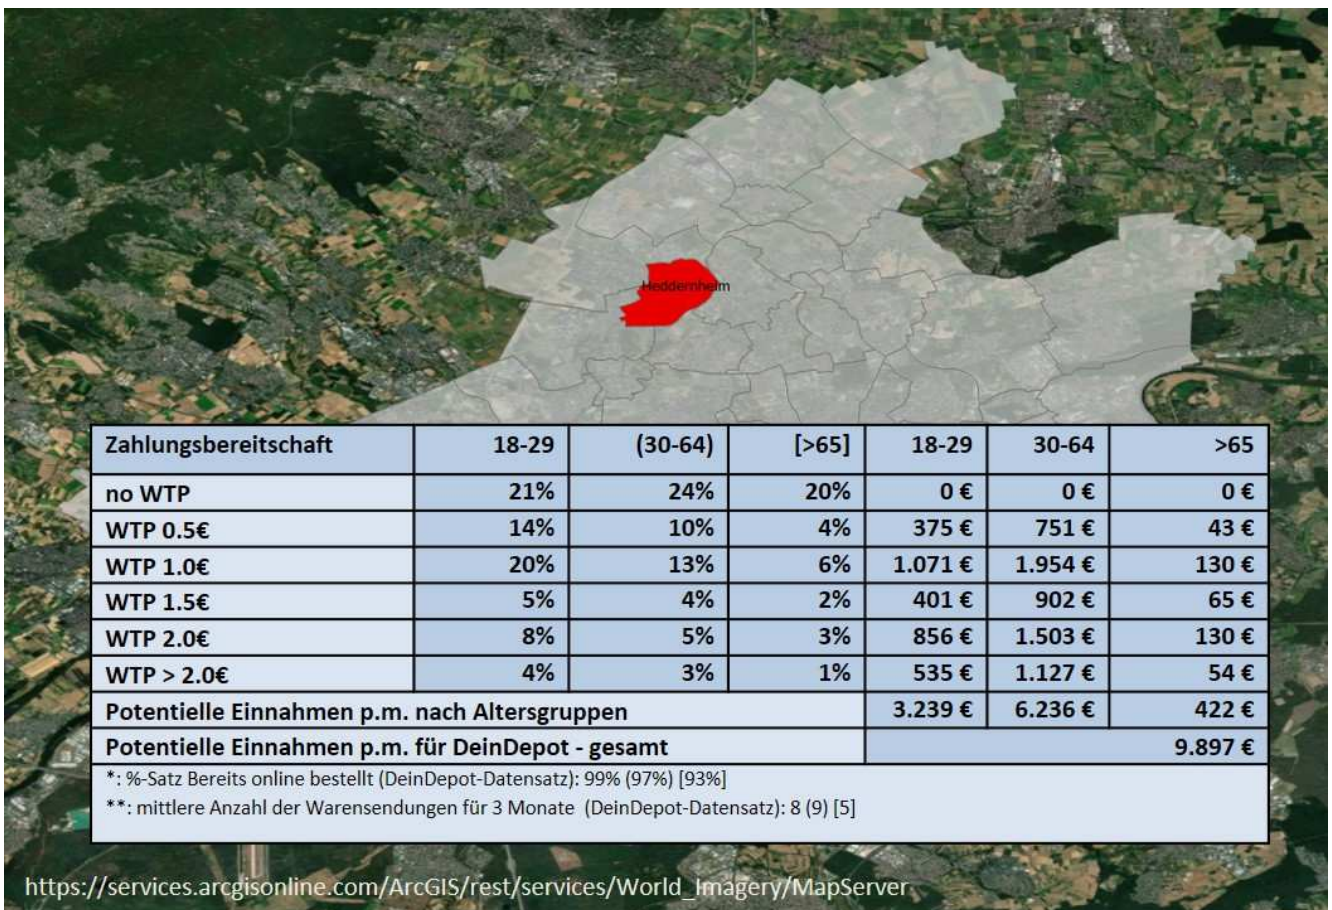 Heddernheim
Zahlungsbereitschaft 18-29 (30-64) [>65] 18-29 30-64 >65
no WTP 21% 24% 20% 0 € 0 € 0 €
WTP 0.5€ 14% 10% 4% 375 € 751 € 43 €
WTP 1.0€ 20% 13% 6% 1.071 € 1.954 € 130 €
WTP 1.5€ 5% 4% 2% 401 € 902 € 65 €
WTP 2.0€ 8% 5% 3% 856 € 1.503 € 130 €
WTP > 2.0€ 4% 3% 1% 535 € 1.127 € 54 €
Potentielle Einnahmen p.m. nach Altersgruppen 3.239 € 6.236 € 422 €
Potentielle Einnahmen p.m. für DeinDepot - gesamt 9.897 €
*: %-Satz Bereits online bestellt (DeinDepot-Datensatz): 99% (97%) [93%]
**: mittlere Anzahl der Warensendungen für 3 Monate (DeinDepot-Datensatz): 8 (9) [5]
https://services.arcgisonline.com/ArcGIS/rest/services/World_Imagery/MapServer